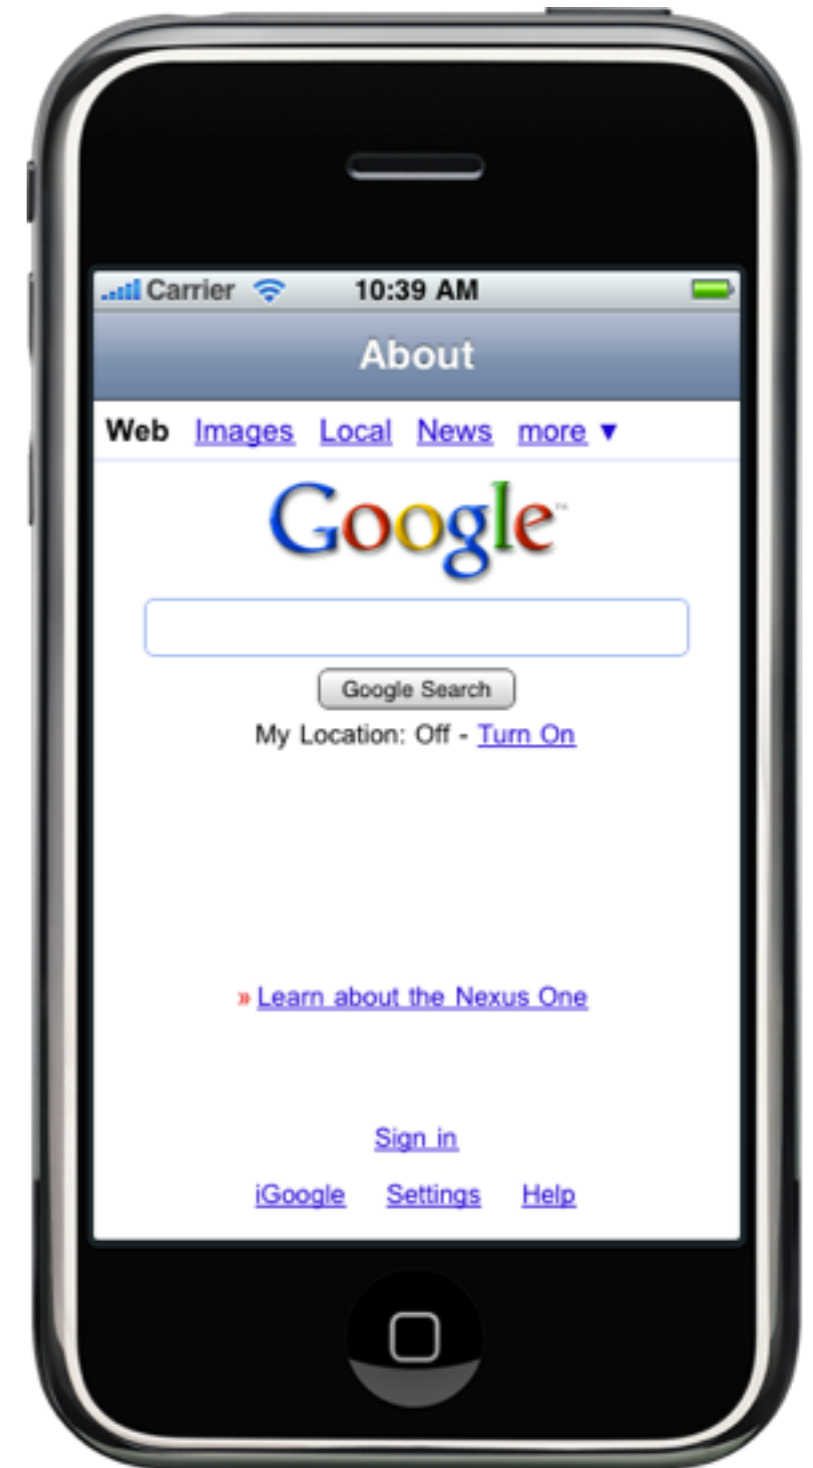 Carrier 10:39 AM
About
Web Images Local News more ▼
Google™
Google Search
My Location: Off - Turn On
» Learn about the Nexus One
Sign in
iGoogle Settings Help